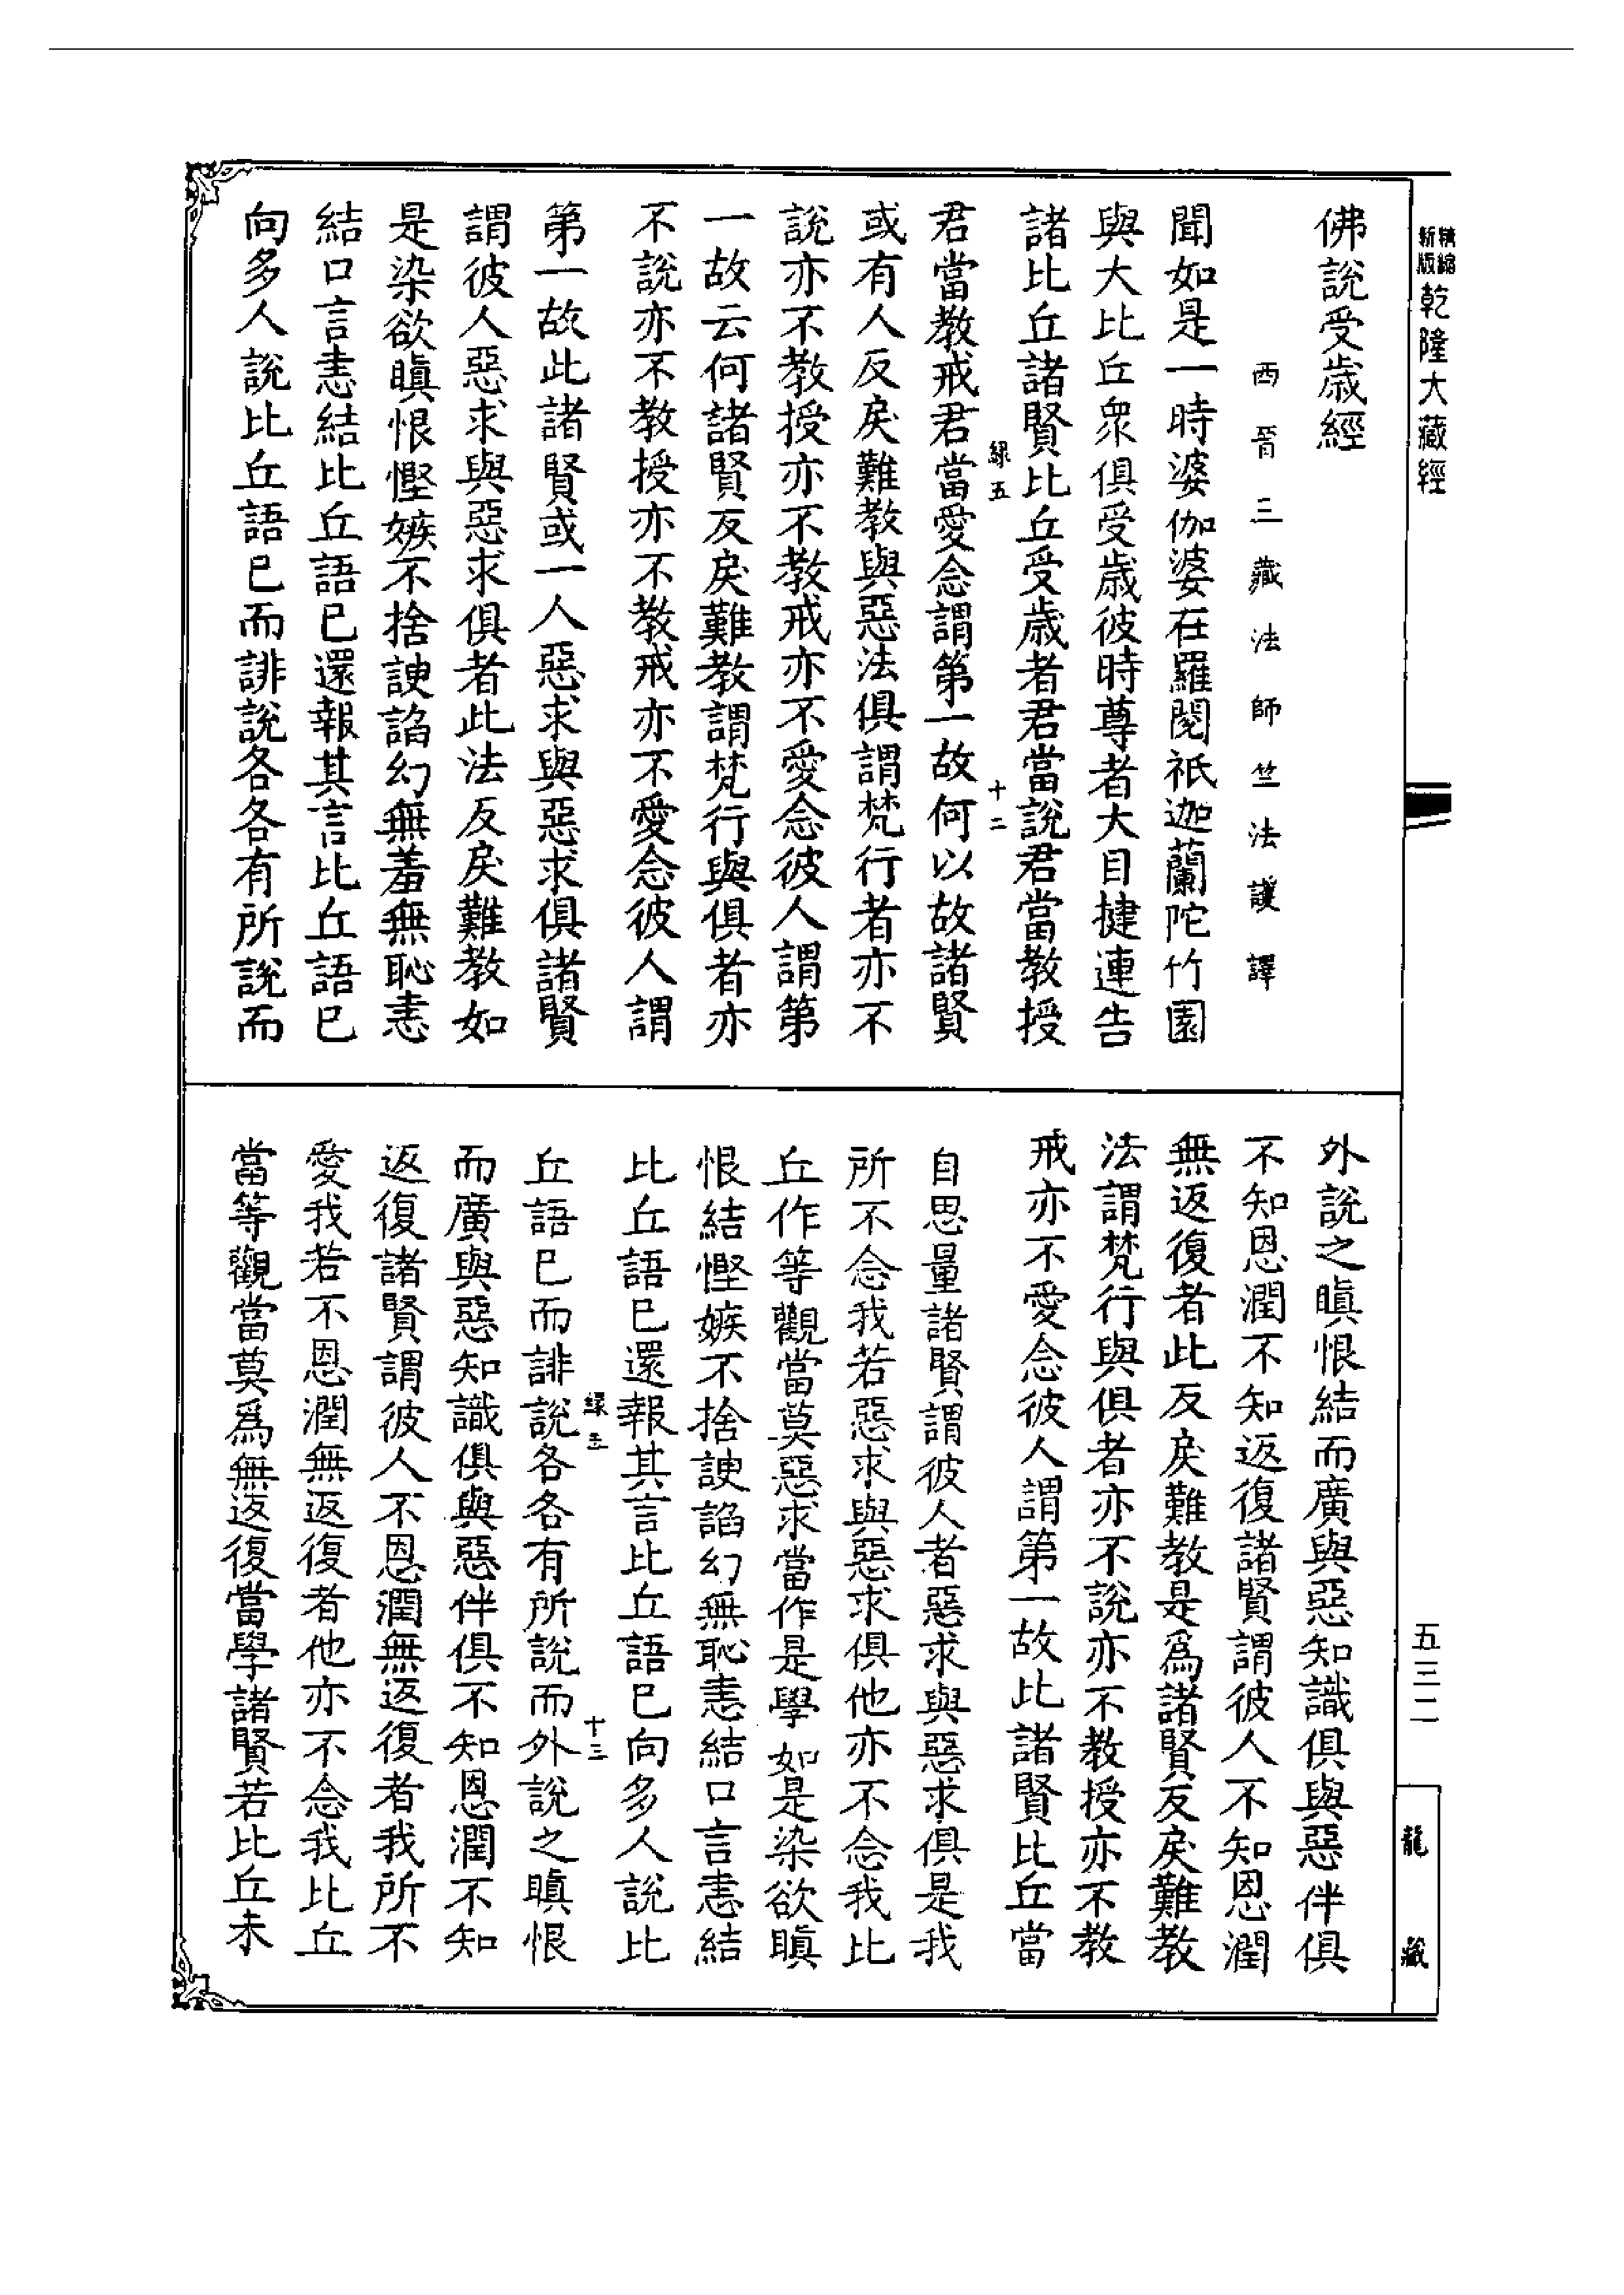 精縮新版乾隆大藏經
佛說受歲經
西晉三藏法師竺法護譯
聞如是一時婆伽婆在羅閱祇迦蘭陀竹園
與大比丘眾俱受歲彼時尊者大目揵連告
諸比丘諸賢比丘受歲者君當說君當教授
緑五
十二
君當教戒君當愛念謂第一故何以故諸賢
或有人反戾難教與惡法俱謂梵行者亦不
說亦不教授亦不教戒亦不愛念彼人謂第
一故云何諸賢反戾難教謂梵行與俱者亦
不說亦不教授亦不教戒亦不愛念彼人謂
第一故此諸賢或一人惡求與惡求俱諸賢
謂彼人惡求與惡求俱者此法反戾難教如
是染欲瞋恨慳嫉不捨諛諂幻無羞無恥恚
結口言恚結比丘語已還報其言比丘語已
向多人說比丘語已而誹說各各有所說而
外說之瞋恨結而廣與惡知識俱與惡伴俱
不知恩潤不知返復諸賢謂彼人不知恩潤
無返復者此反戾難教是為諸賢反戾難教
法謂梵行與俱者亦不說亦不教授亦不教
戒亦不愛念彼人謂第一故此諸賢比丘當
自思量諸賢謂彼人者惡求與惡求俱是我
所不念我若惡求與惡求俱他亦不念我比
丘作等觀當莫惡求當作是學如是染欲瞋
恨結慳嫉不捨諛諂幻無恥恚結口言恚結
比丘語已還報其言比丘語已向多人說比
緑五
十三
丘語已而誹說各各有所說而外說之瞋恨
而廣與惡知識俱與惡伴俱不知恩潤不知
返復諸賢謂彼人不恩潤無返復者我所不
愛我若不恩潤無返復者他亦不念我比丘
當等觀當莫為無返復當學諸賢若比丘未
五三二
龍藏